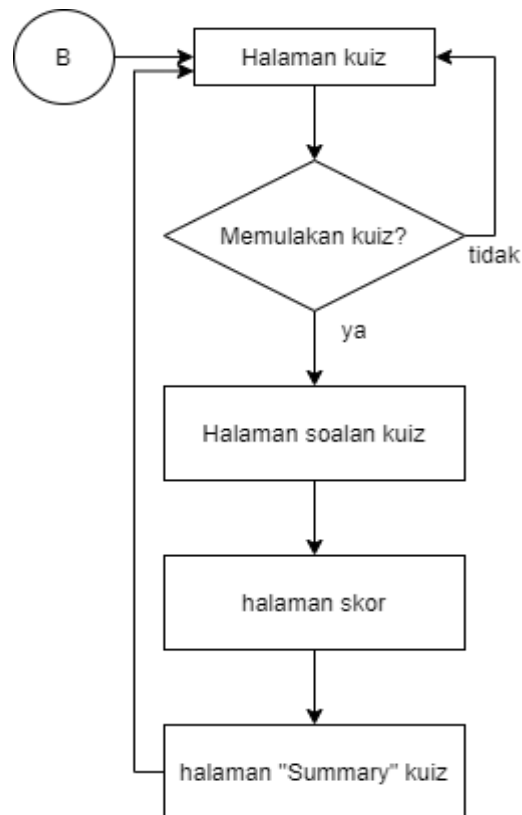 B
Halaman kuiz
Memulakan kuiz?
tidak
ya
Halaman soalan kuiz
halaman skor
halaman "Summary" kuiz